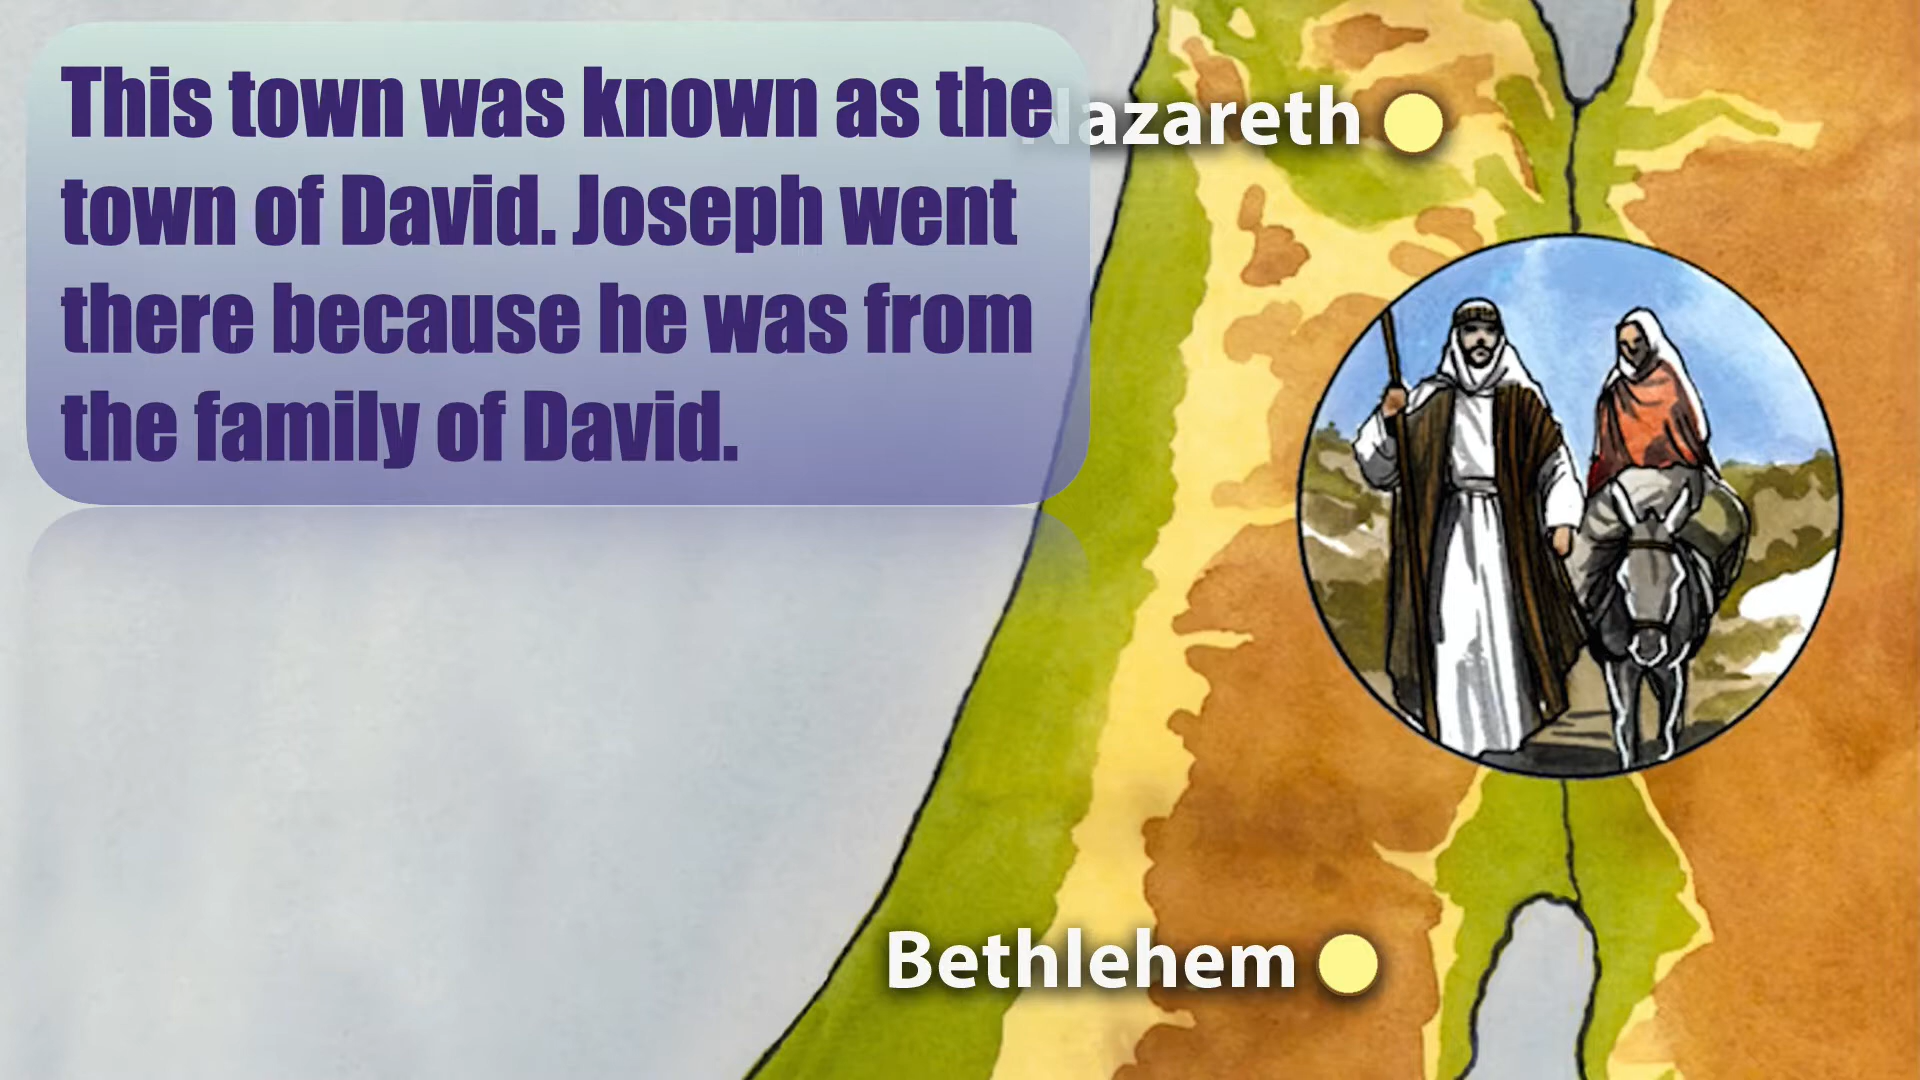 This town was known as the
town of David. Joseph went
there because he was from
the family of David.
Nazareth
Bethlehem